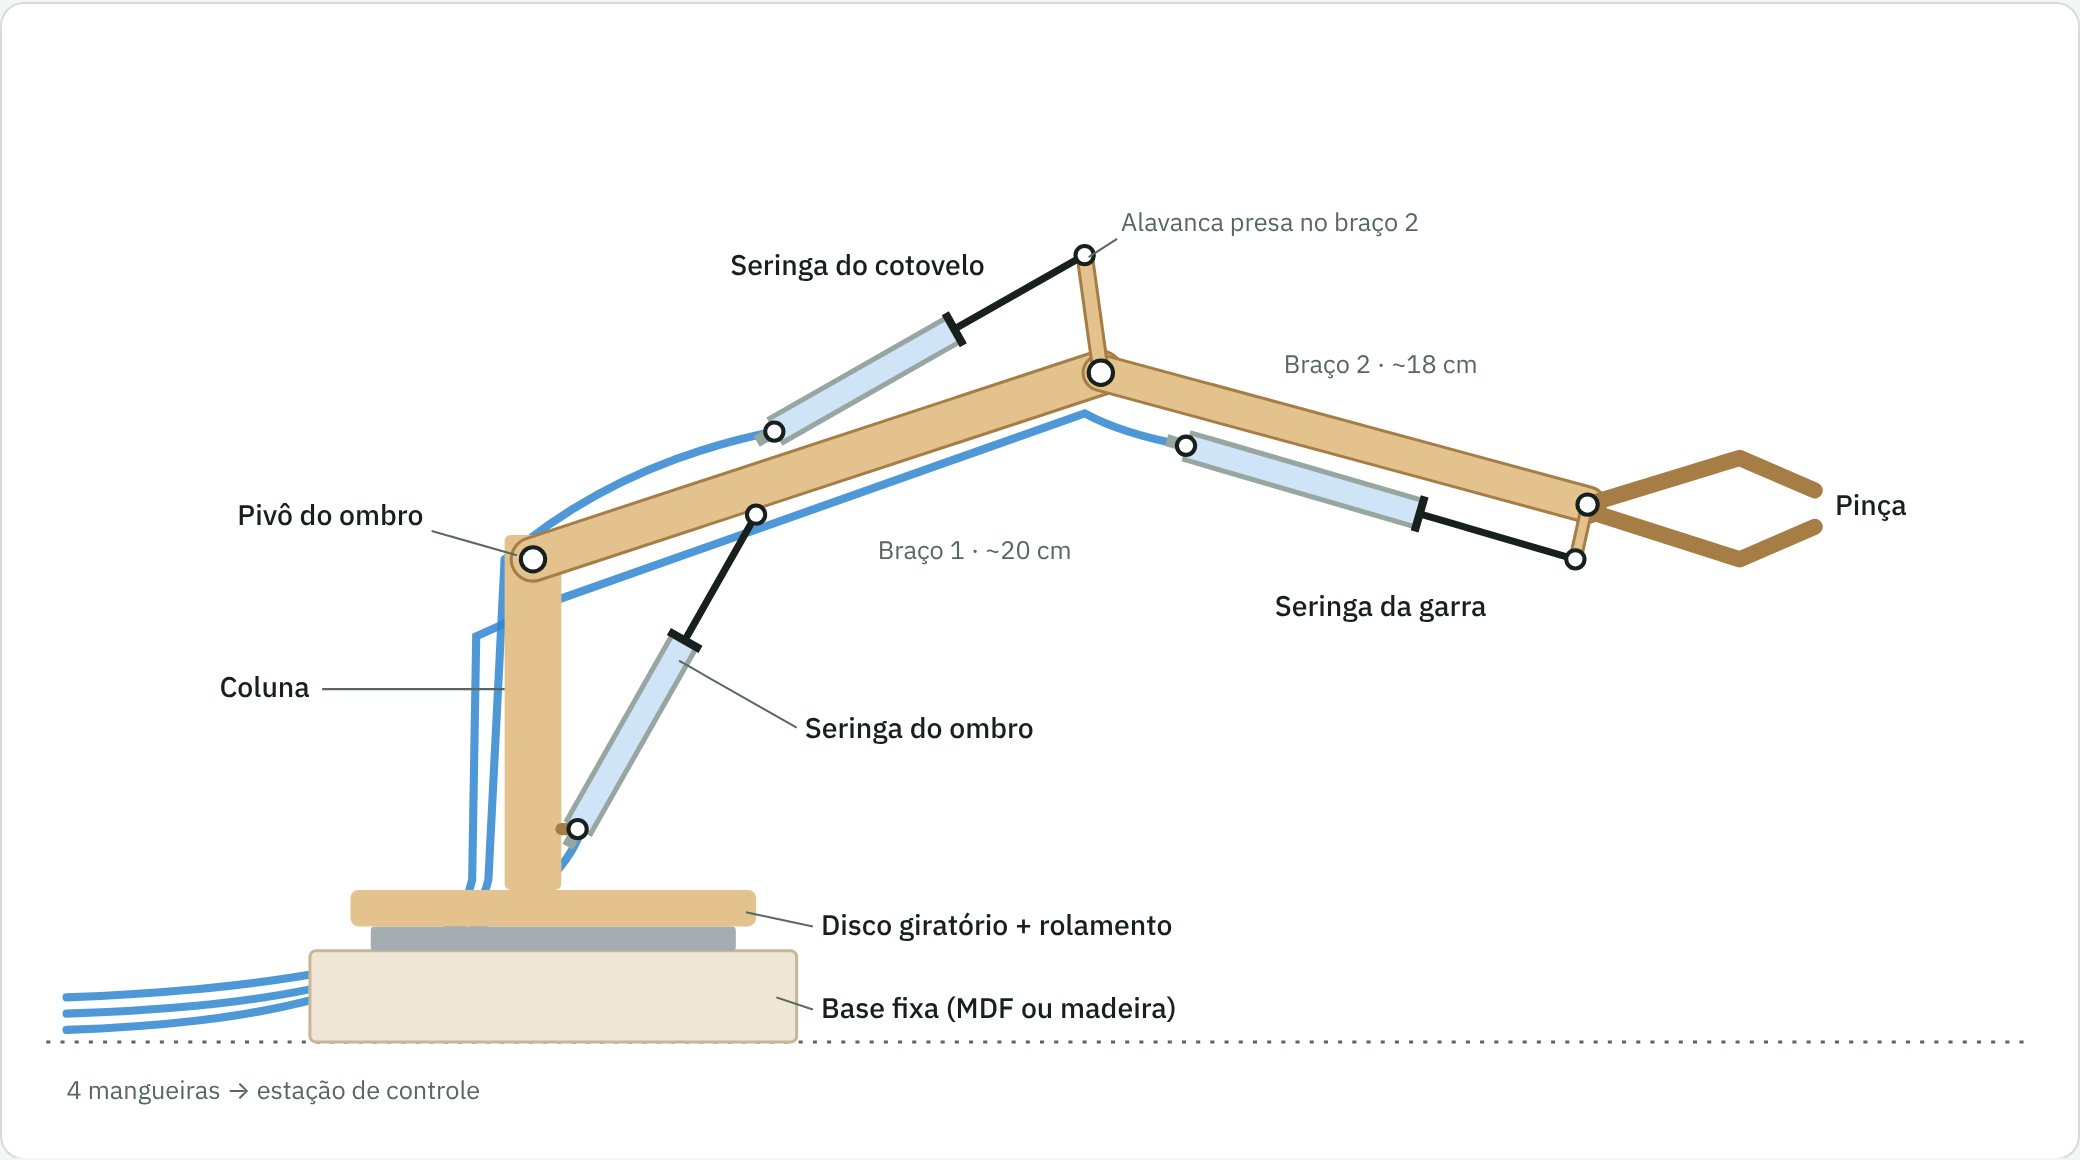 Alavanca presa no braço 2
Seringa do cotovelo
Braço 2 · ~18 cm
Pivô do ombro
Pinça
Braço 1 · ~20 cm
Seringa da garra
Coluna
Seringa do ombro
Disco giratório + rolamento
Base fixa (MDF ou madeira)
4 mangueiras → estação de controle